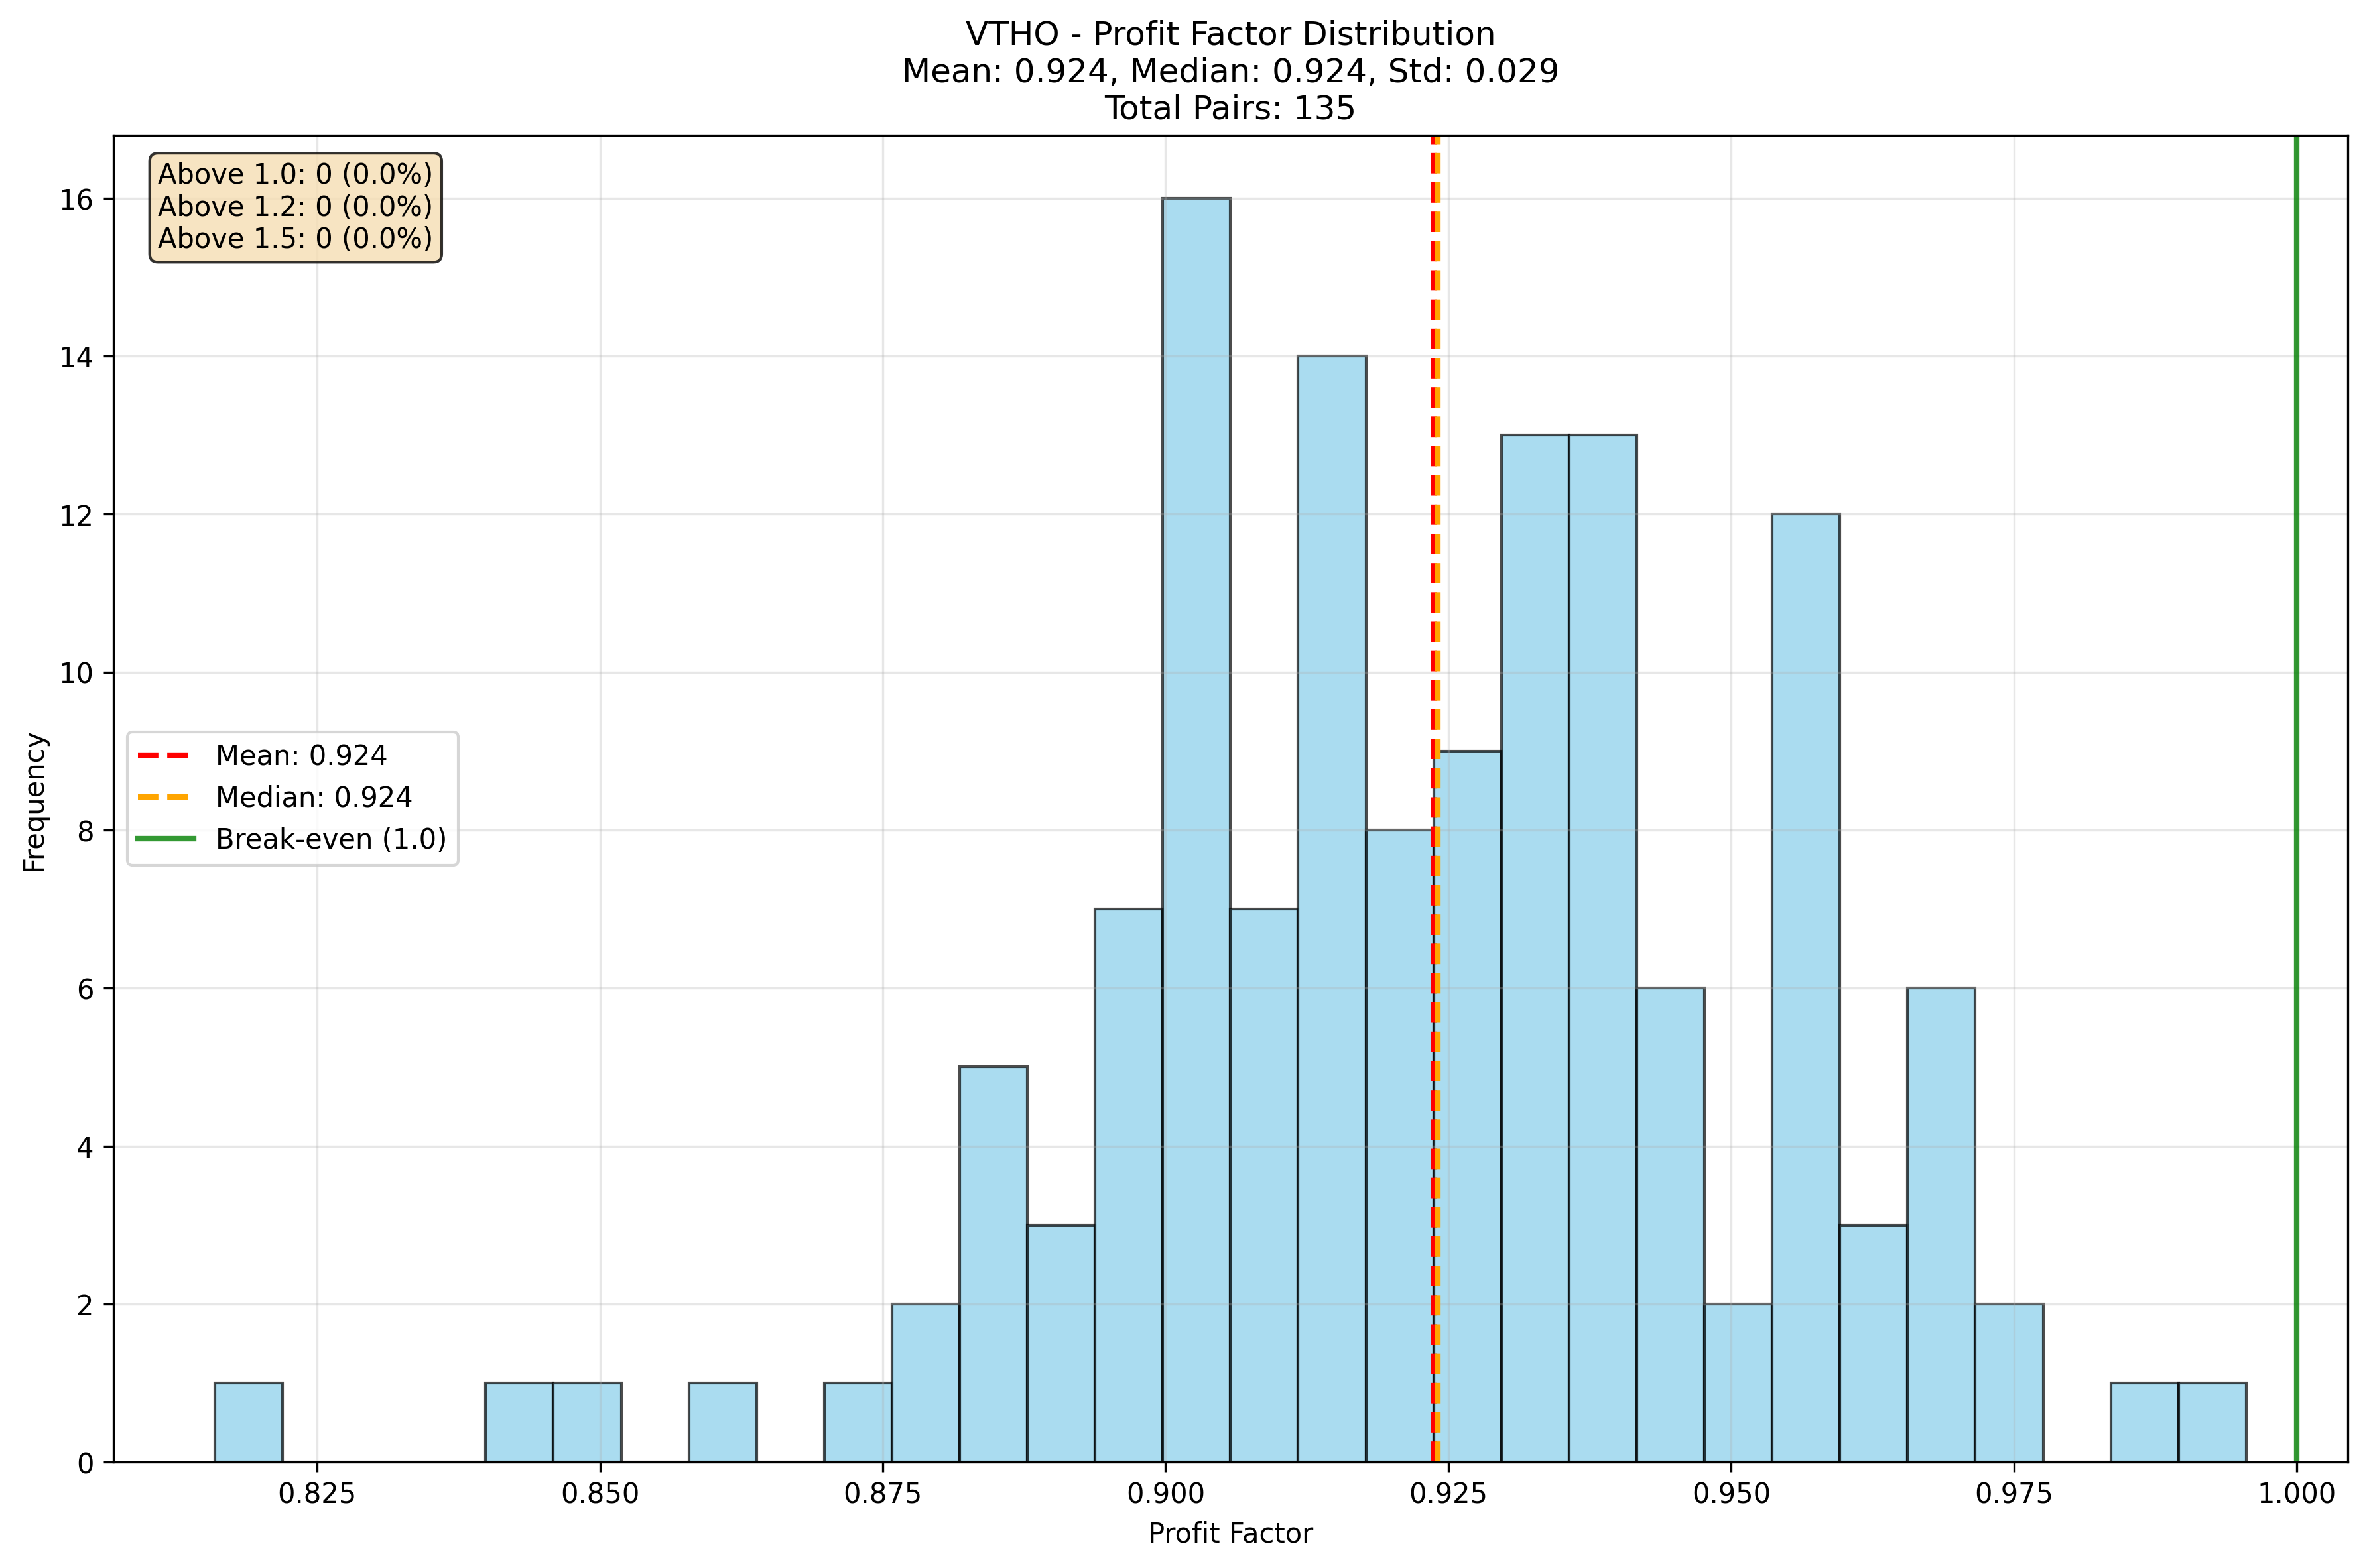 VTHO - Profit Factor Distribution
Mean: 0.924, Median: 0.924, Std: 0.029
Total Pairs: 135
Above 1.0: 0 (0.0%)
Above 1.2: 0 (0.0%)
Above 1.5: 0 (0.0%)
Mean: 0.924
Median: 0.924
Break-even (1.0)
Frequency
16
14
12
10
8
6
4
2
0
0.825 0.850 0.875 0.900 0.925 0.950 0.975 1.000
Profit Factor